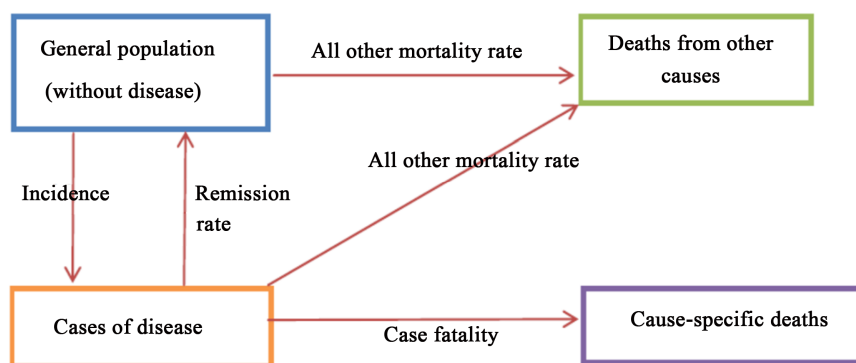 General population
(without disease)
All other mortality rate
Deaths from other
causes
All other mortality rate
Incidence
Remission
rate
Cases of disease
Case fatality
Cause-specific deaths